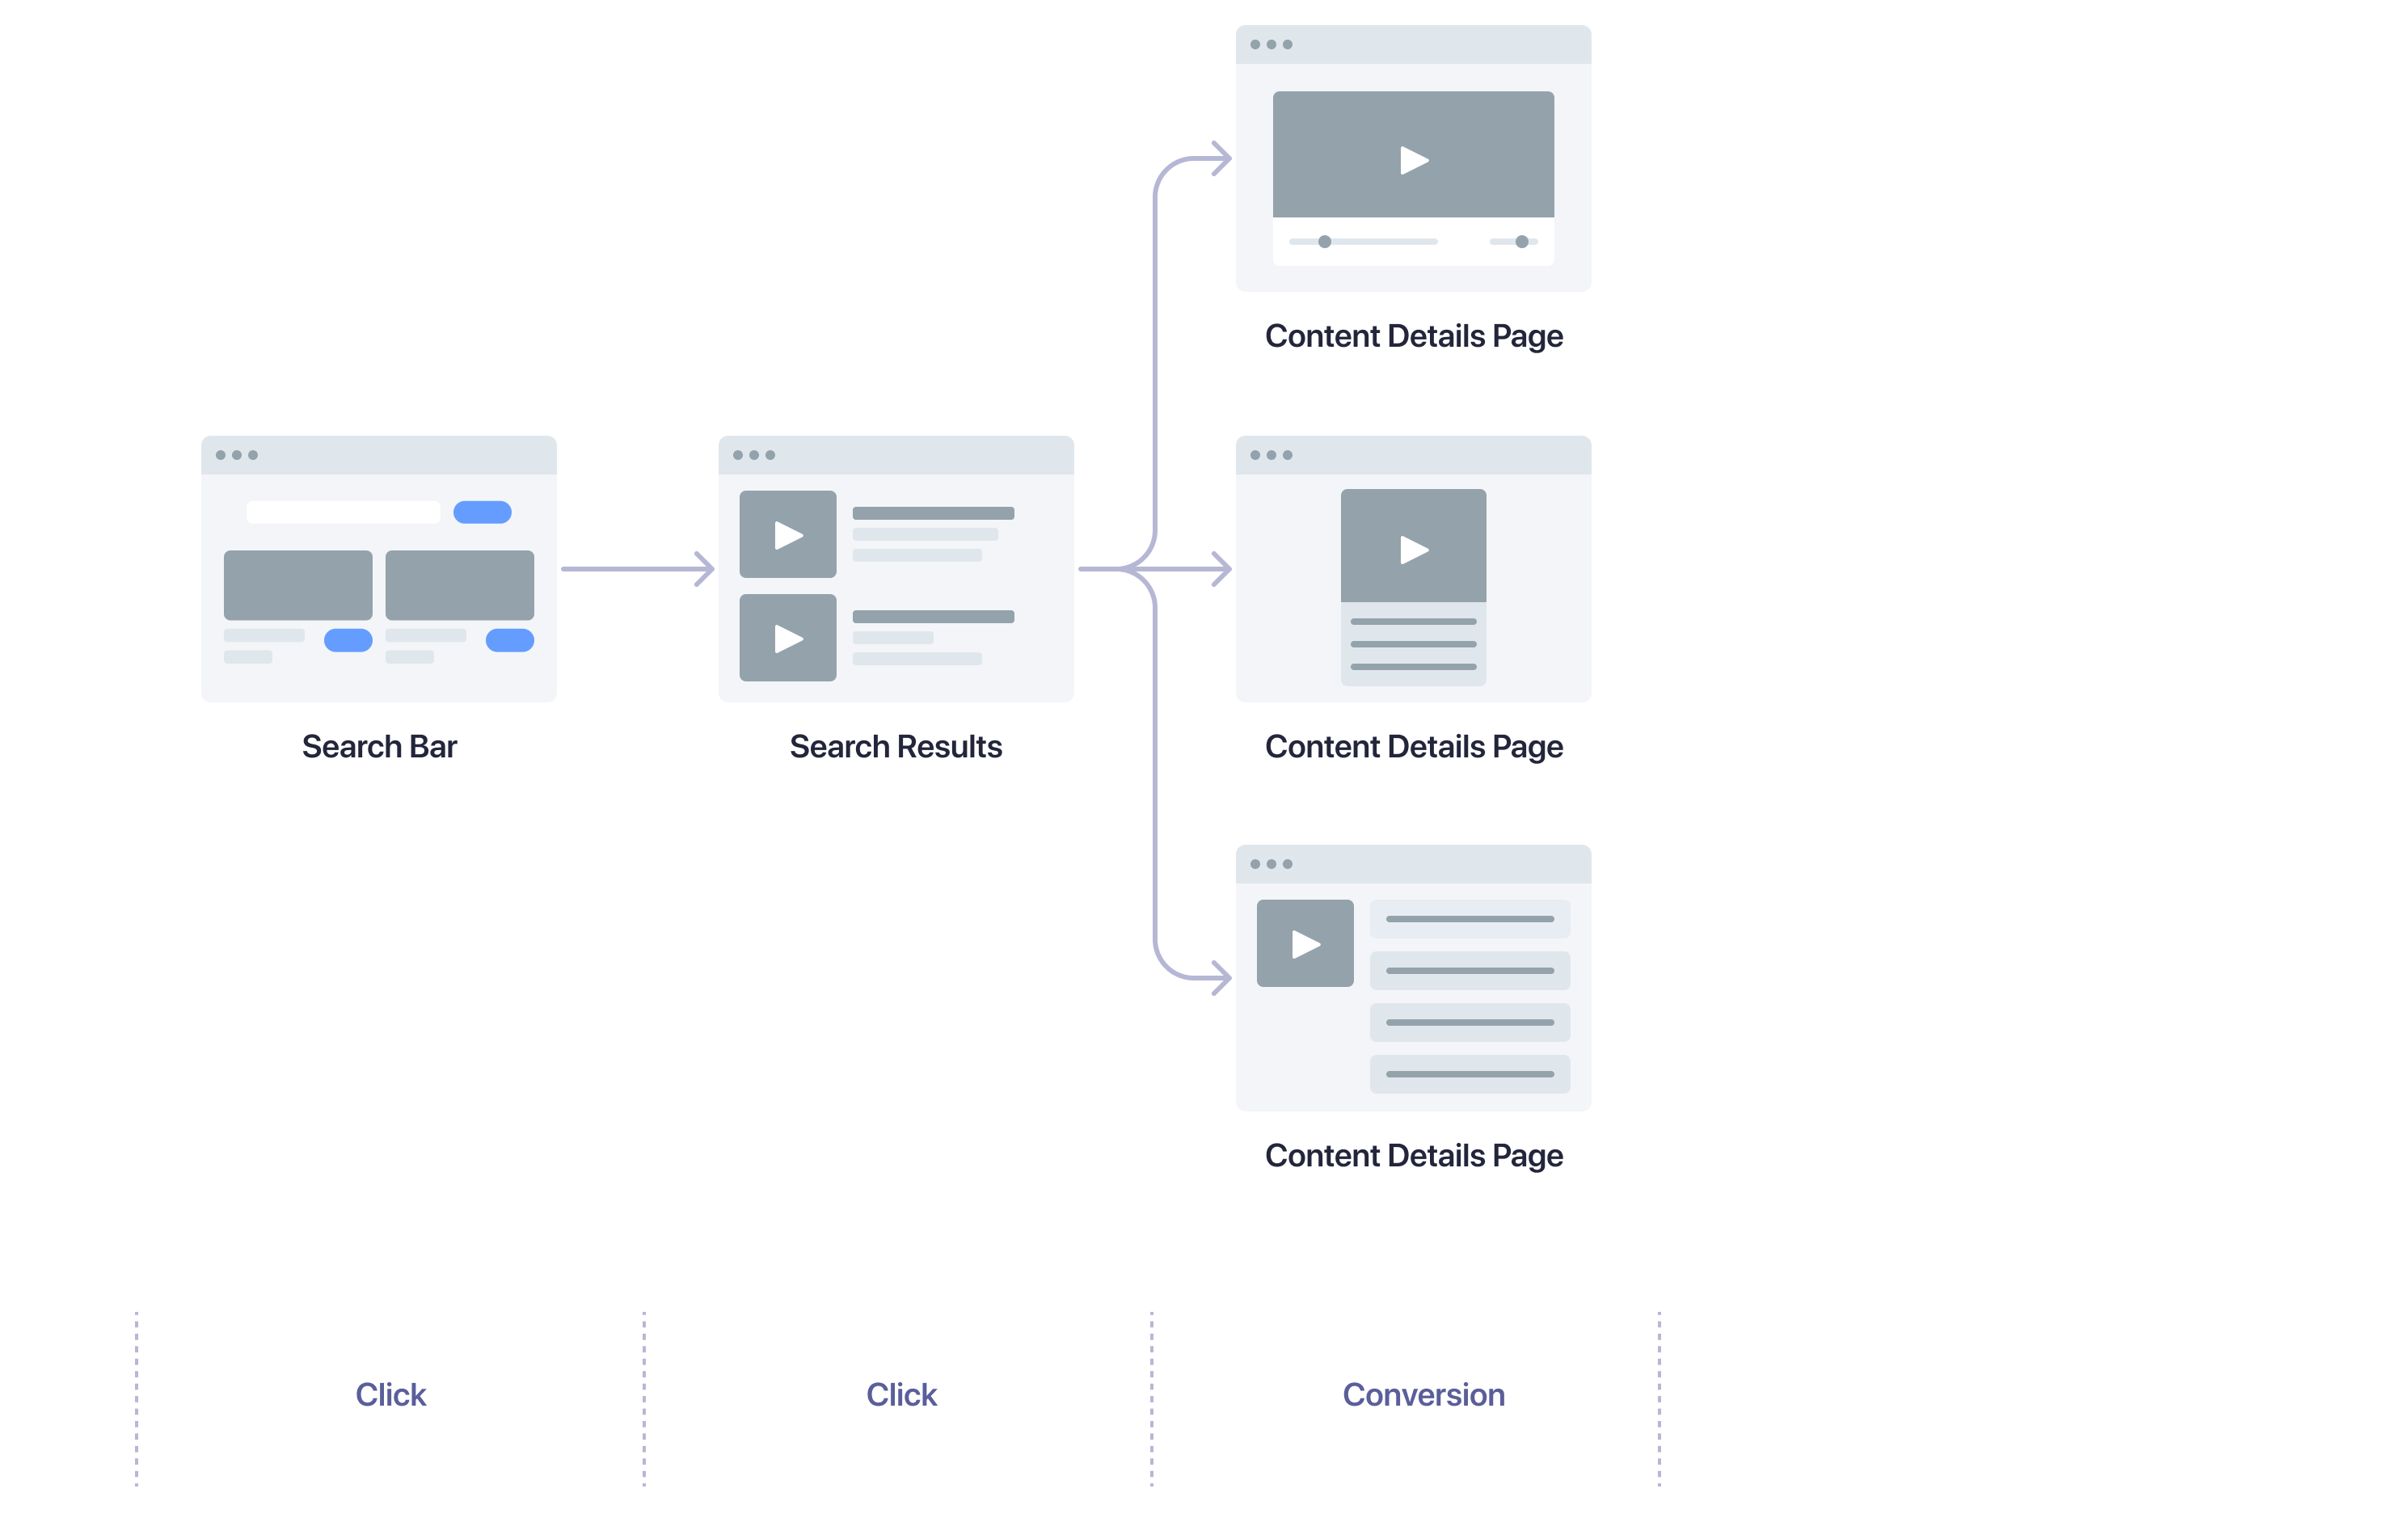 Content Details Page
Search Bar
Search Results
Content Details Page
Content Details Page
Click
Click
Conversion